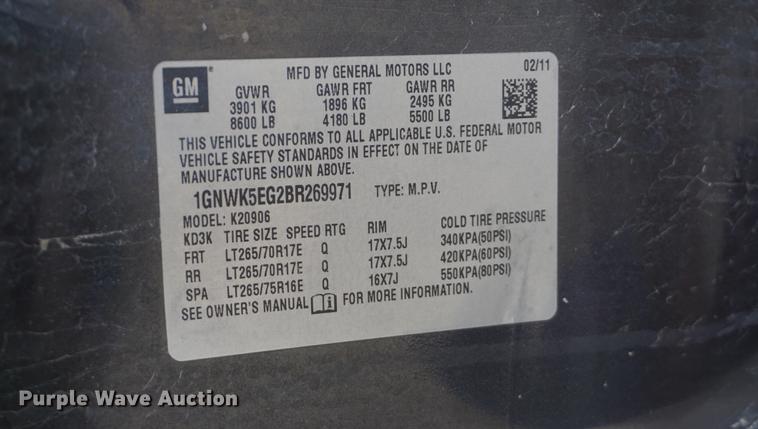 GM
MFD BY GENERAL MOTORS LLC 02/11
GVWR GAWR FRT GAWR RR
3901 KG 1896 KG 2495 KG
8600 LB 4180 LB 5500 LB
THIS VEHICLE CONFORMS TO ALL APPLICABLE U.S. FEDERAL MOTOR
VEHICLE SAFETY STANDARDS IN EFFECT ON THE DATE OF
MANUFACTURE SHOWN ABOVE.
1GNWK5EG2BR269971 TYPE: M.P.V.
MODEL: K20906
KD3K TIRE SIZE SPEED RTG RIM COLD TIRE PRESSURE
FRT LT265/70R17E Q 17X7.5J 340KPA(50PSI)
RR LT265/70R17E Q 17X7.5J 420KPA(60PSI)
SPA LT265/75R16E Q 16X7J 550KPA(80PSI)
SEE OWNER'S MANUAL i FOR MORE INFORMATION.
Purple Wave Auction